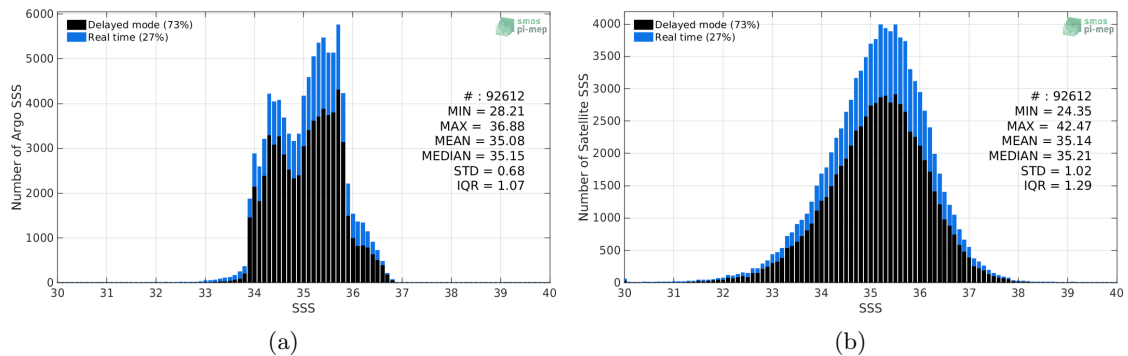 Delayed mode (73%)
Real time (27%)
smos
pi-mep
Number of Argo SSS
6000
5000
4000
3000
2000
1000
0
# : 92612
MIN = 28.21
MAX = 36.88
MEAN = 35.08
MEDIAN = 35.15
STD = 0.68
IQR = 1.07
30 31 32 33 34 35 36 37 38 39 40
SSS
(a)
Delayed mode (73%)
Real time (27%)
smos
pi-mep
Number of Satellite SSS
4000
3500
3000
2500
2000
1500
1000
500
0
# : 92612
MIN = 24.35
MAX = 42.47
MEAN = 35.14
MEDIAN = 35.21
STD = 1.02
IQR = 1.29
30 31 32 33 34 35 36 37 38 39 40
SSS
(b)